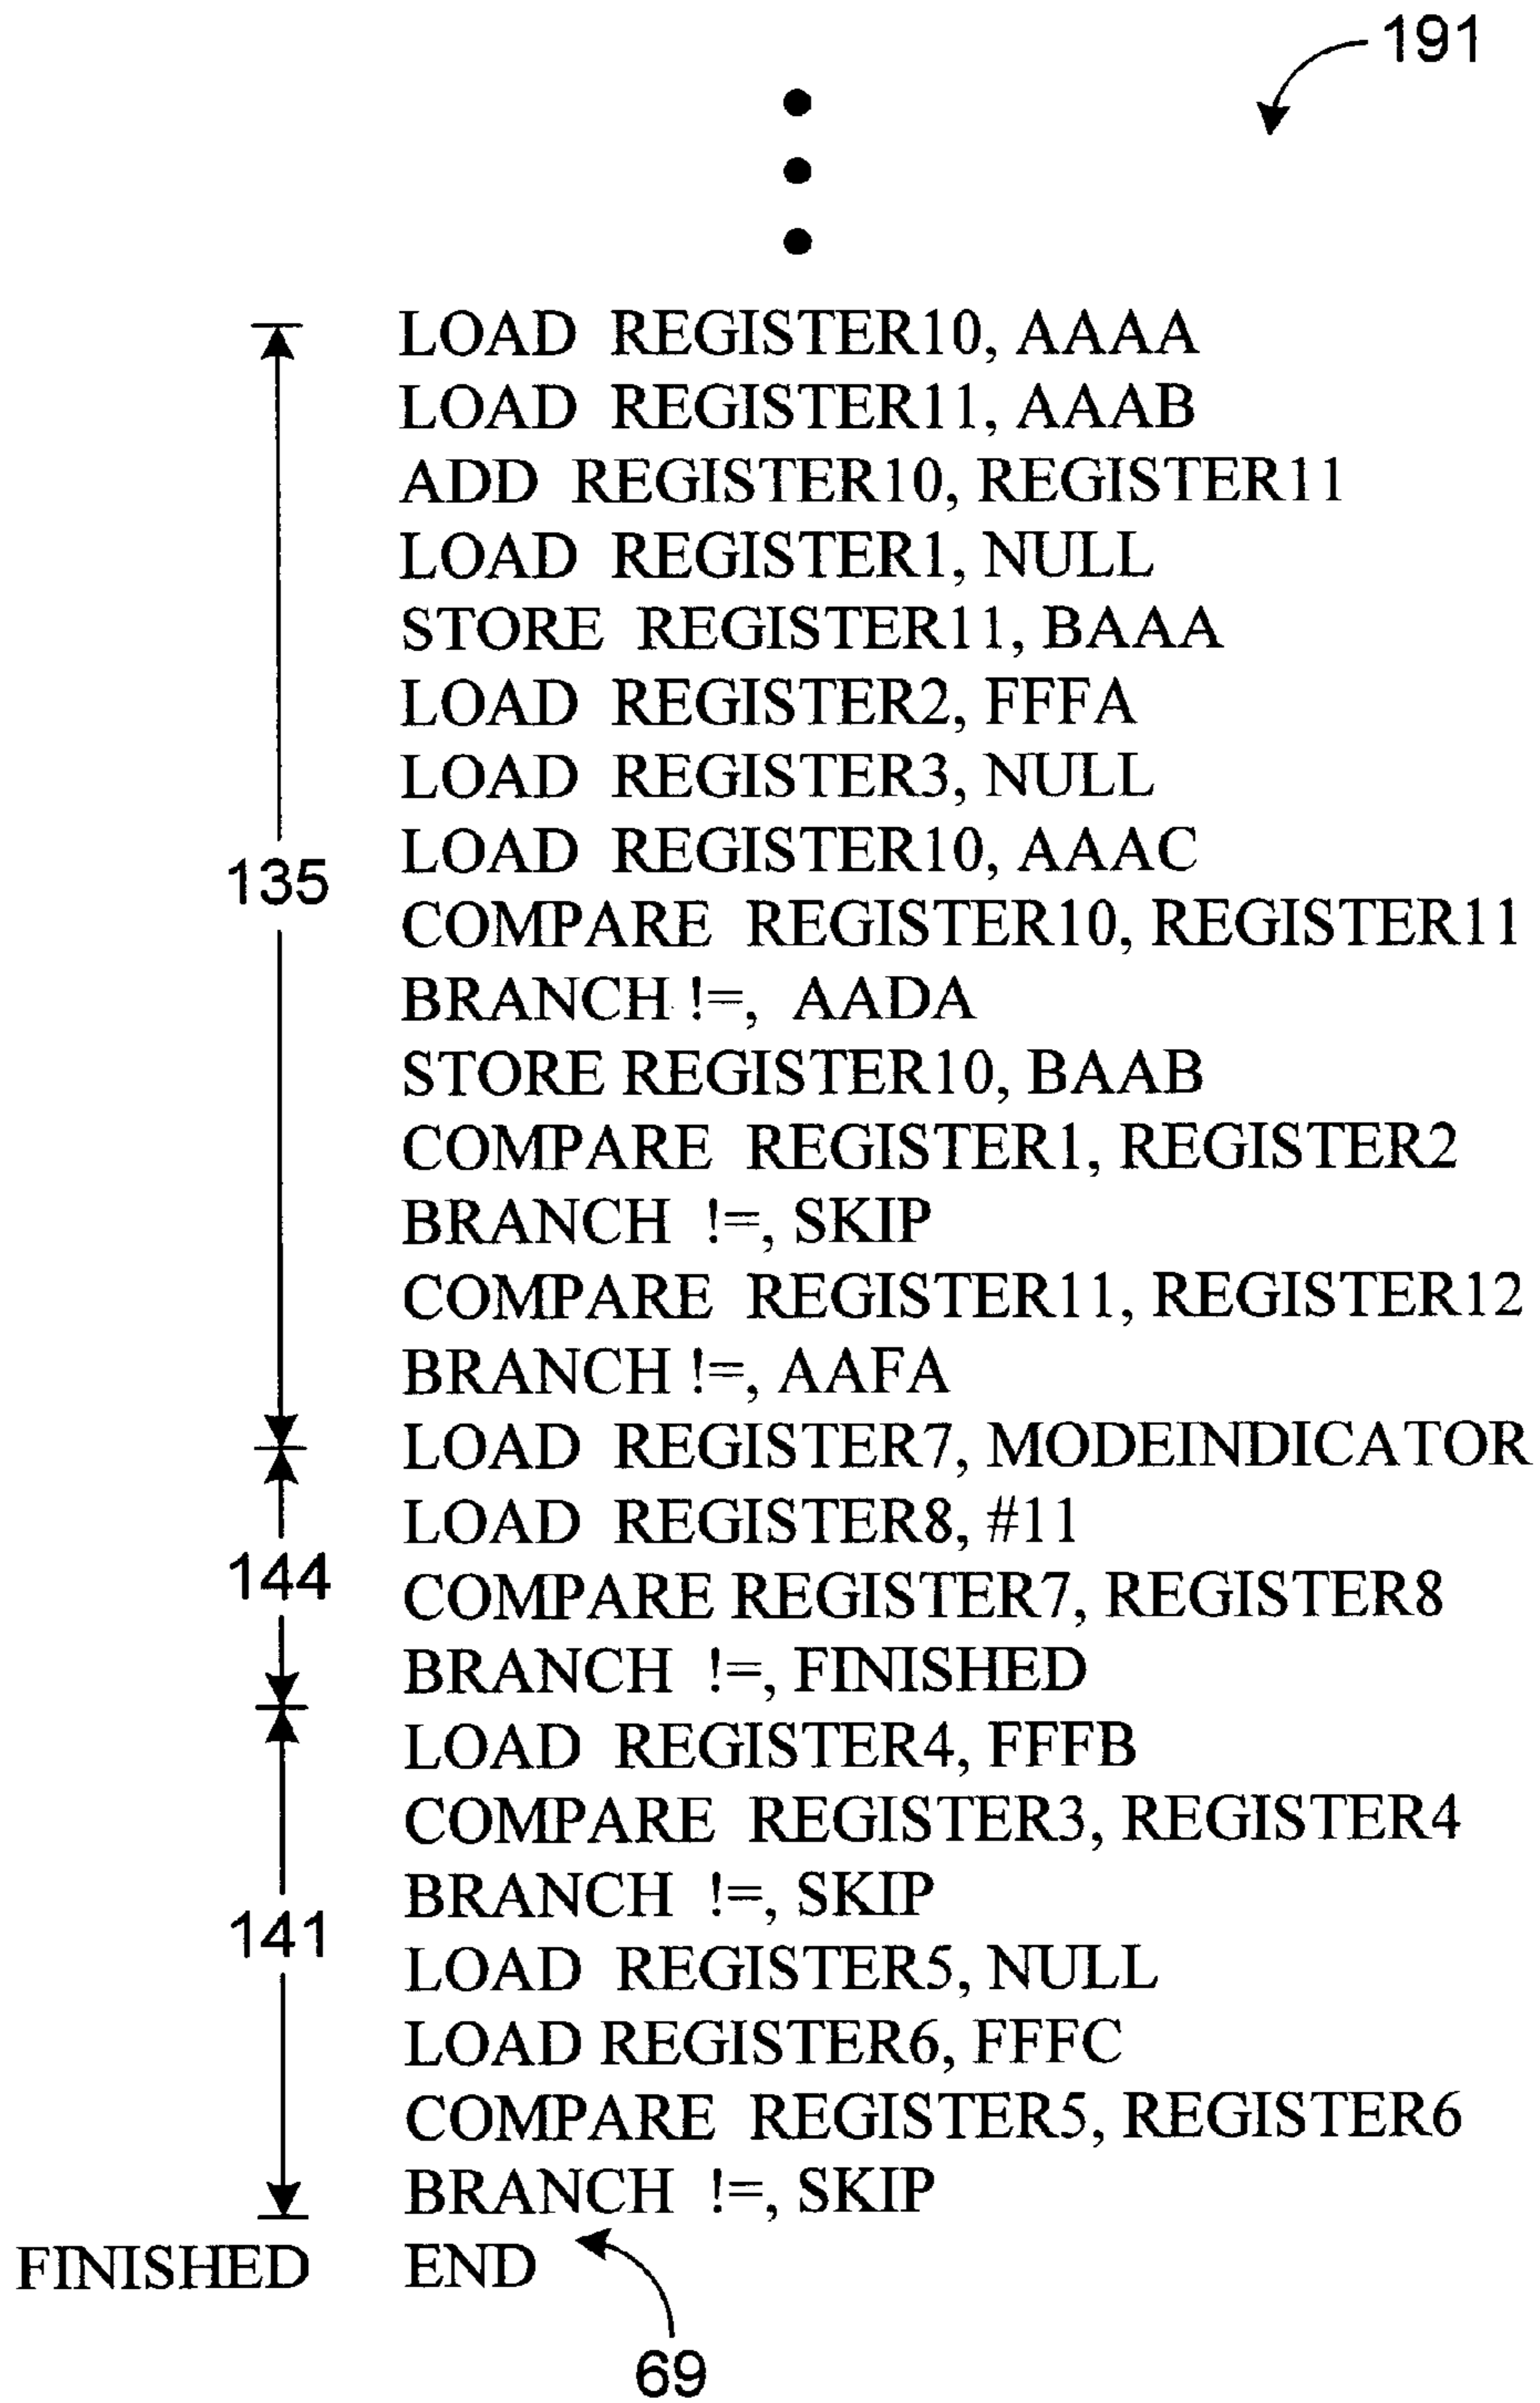 191
LOAD REGISTER10, AAAA
LOAD REGISTER11, AAAB
ADD REGISTER10, REGISTER11
LOAD REGISTER1, NULL
STORE REGISTER11, BAAA
LOAD REGISTER2, FFFA
LOAD REGISTER3, NULL
LOAD REGISTER10, AAAC
135
COMPARE REGISTER10, REGISTER11
BRANCH !=, AADA
STORE REGISTER10, BAAB
COMPARE REGISTER1, REGISTER2
BRANCH !=, SKIP
COMPARE REGISTER11, REGISTER12
BRANCH !=, AAFA
LOAD REGISTER7, MODEINDICATOR
LOAD REGISTER8, #11
144 COMPARE REGISTER7, REGISTER8
BRANCH !=, FINISHED
LOAD REGISTER4, FFFB
COMPARE REGISTER3, REGISTER4
BRANCH !=, SKIP
141
LOAD REGISTER5, NULL
LOAD REGISTER6, FFFC
COMPARE REGISTER5, REGISTER6
BRANCH !=, SKIP
FINISHED END
69